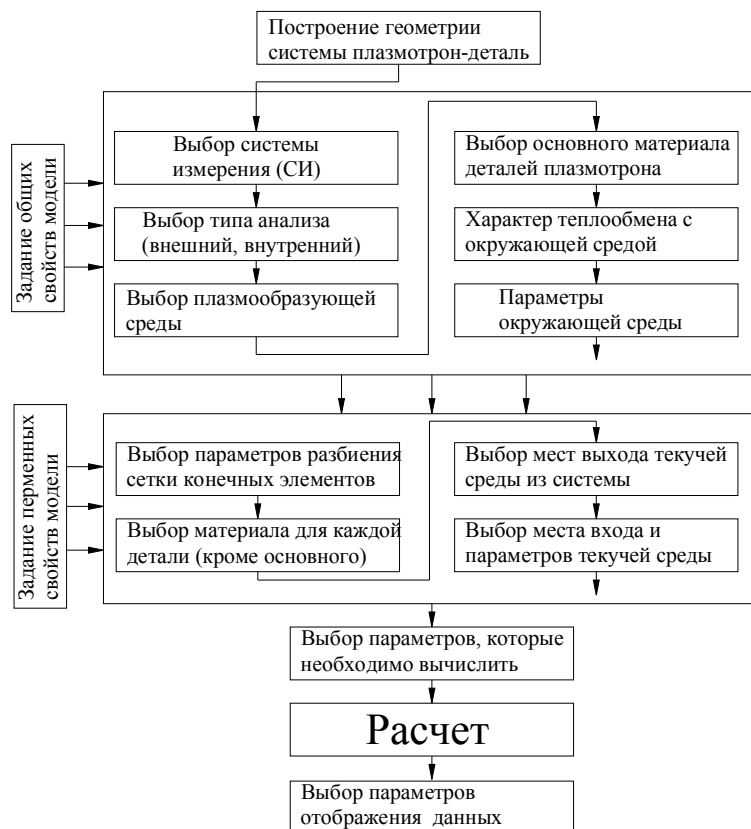 Построение геометрии
системы плазмотрон-деталь
Задание общих
свойств модели
Выбор системы
измерения (СИ)
Выбор типа анализа
(внешний, внутренний)
Выбор плазмообразующей
среды
Выбор основного материала
деталей плазмотрона
Характер теплообмена с
окружающей средой
Параметры
окружающей среды
Задание перменных
свойств модели
Выбор параметров разбиения
сетки конечных элементов
Выбор материала для каждой
детали (кроме основного)
Выбор мест выхода текучей
среды из системы
Выбор места входа и
параметров текучей среды
Выбор параметров, которые
необходимо вычислить
Расчет
Выбор параметров
отображения данных